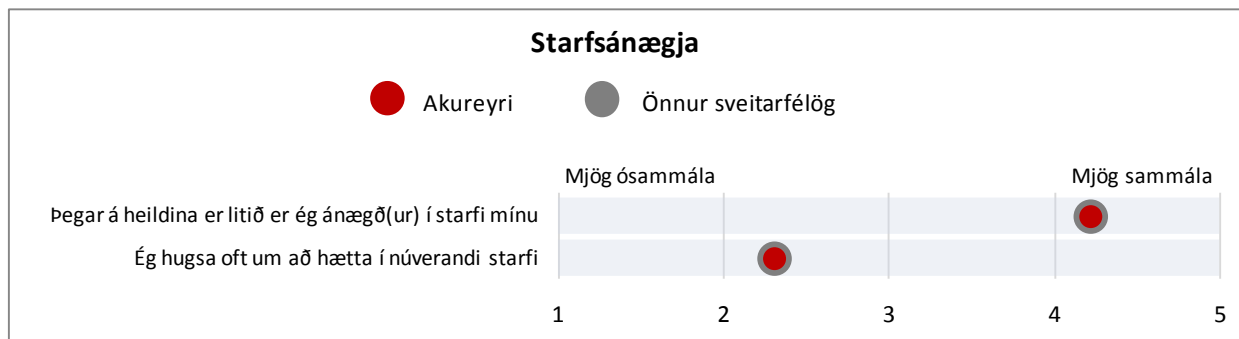 Starfsánægja
Akureyri
Önnur sveitarfélög
Mjög ósammála
Mjög sammála
Þegar á heildina er litið er ég ánægð(ur) í starfi mínu
Ég hugsa oft um að hætta í núverandi starfi
1 2 3 4 5